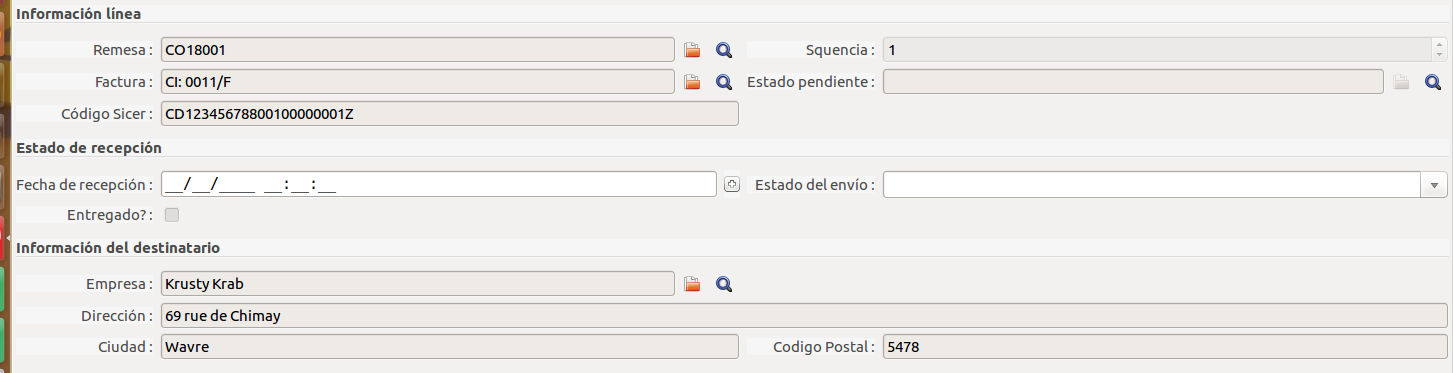 Información línea
Remesa : CO18001 Squencia : 1
Factura : CI: 0011/F Estado pendiente :
Código Sicer : CD12345678800100000001Z
Estado de recepción
Fecha de recepción : __/__/____ __:__:__ Estado del envío :
Entregado? :
Información del destinatario
Empresa : Krusty Krab
Dirección : 69 rue de Chimay
Ciudad : Wavre Codigo Postal : 5478